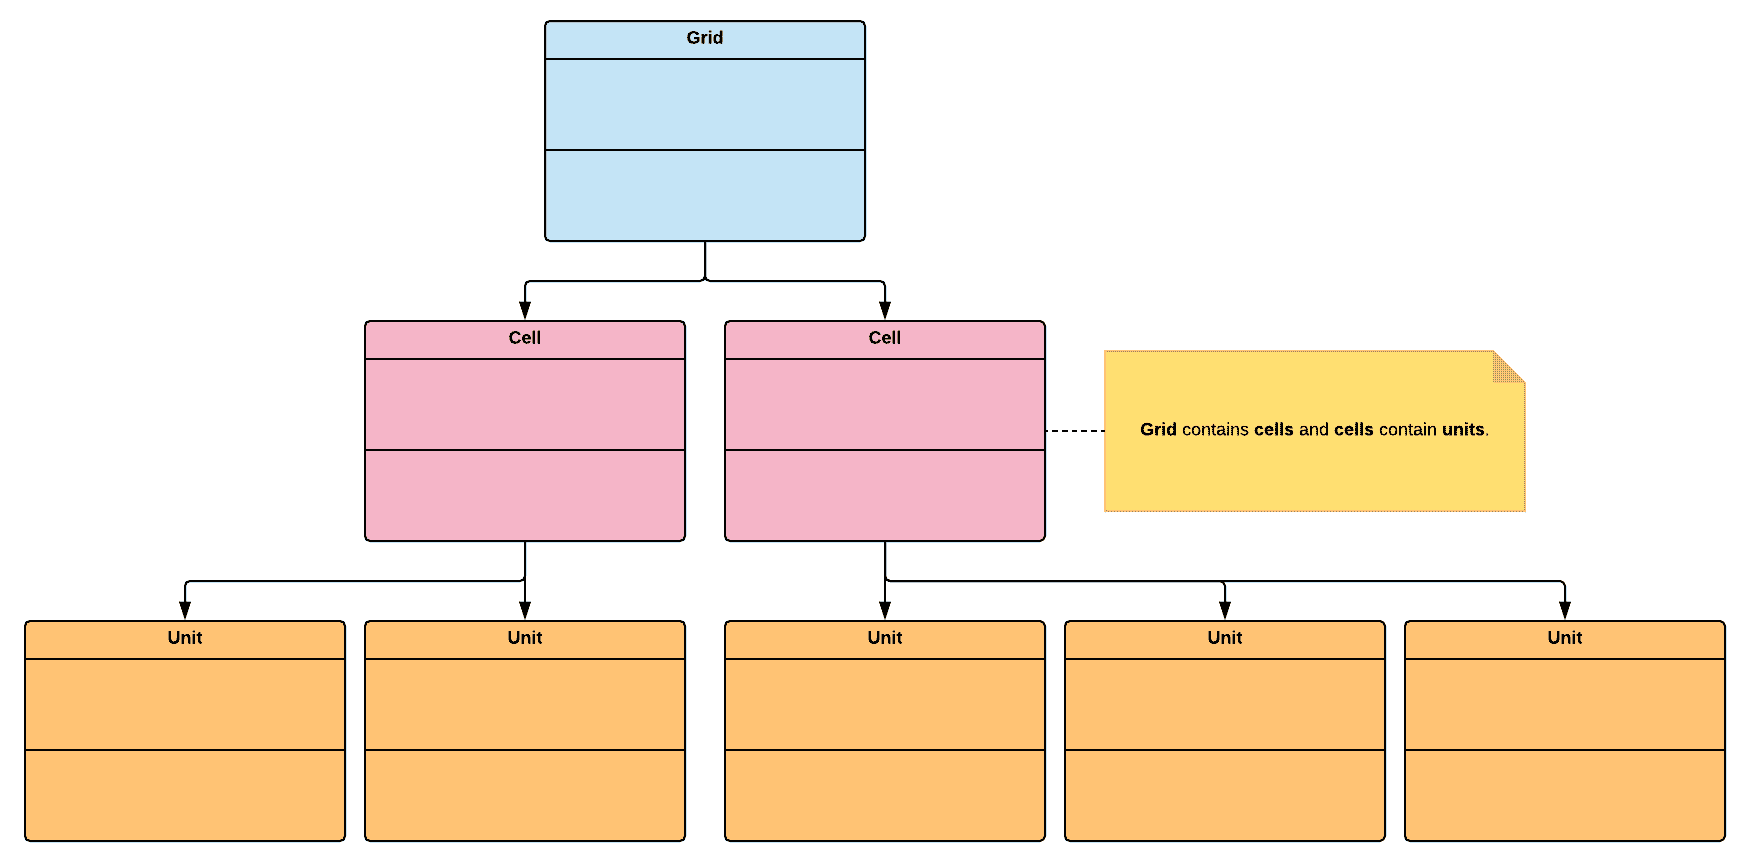 Grid
Cell
Cell
Grid contains cells and cells contain units.
Unit
Unit
Unit
Unit
Unit